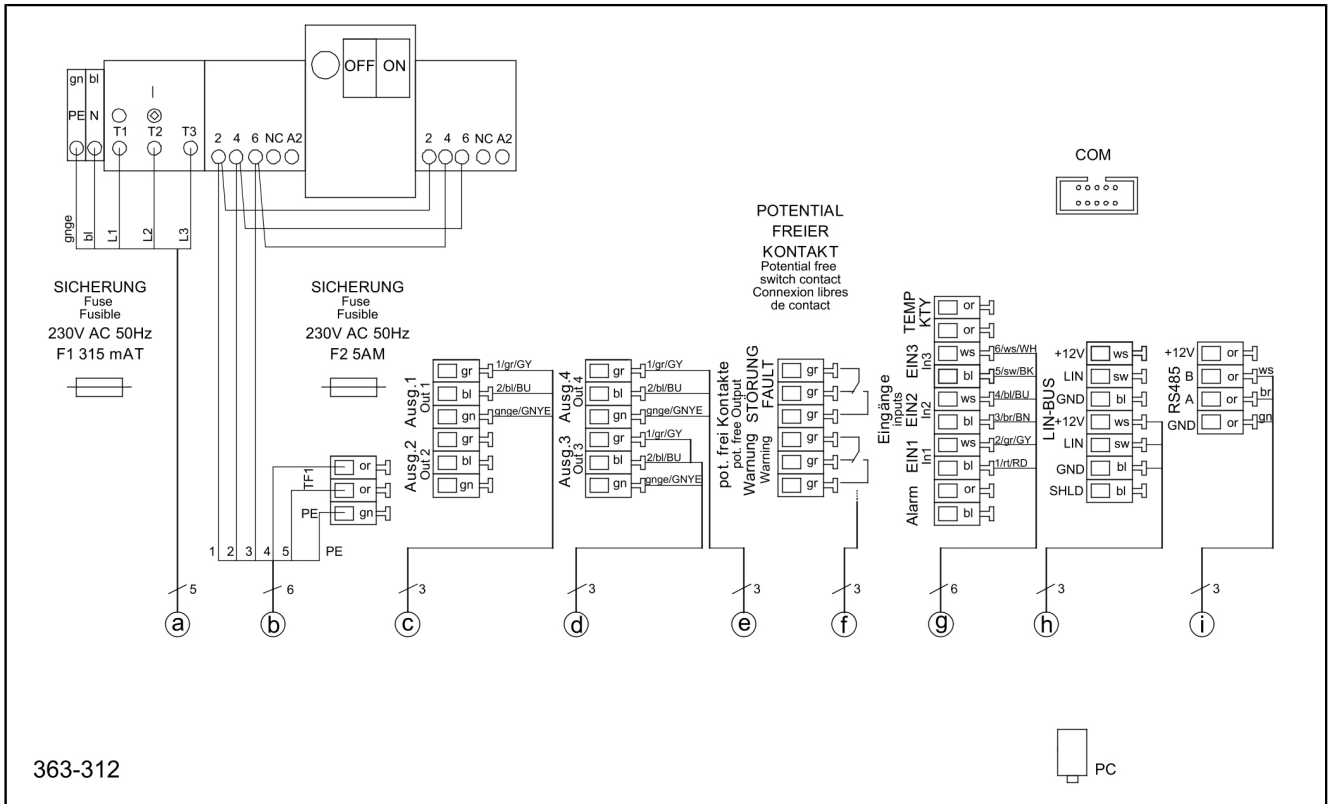 OFF ON
gn bl
PE N
T1 T2 T3
2 4 6 NC A2
2 4 6 NC A2
gnge bl L1 L2 L3
COM
POTENTIAL
FREIER
KONTAKT
Potential free
switch contact
Connexion libres
de contact
SICHERUNG
Fuse
Fusible
230V AC 50Hz
F1 315 mAT
SICHERUNG
Fuse
Fusible
230V AC 50Hz
F2 5AM
TF1
or
or
PE gn
1 2 3 4 5 PE
Ausg.1
Out 1
Ausg.2
Out 2
gr 1/gr/GY
bl 2/bl/BU
gn gnge/GNYE
gr
bl
gn
Ausg.4
Out 4
Ausg.3
Out 3
gr 1/gr/GY
bl 2/bl/BU
gn gnge/GNYE
gr 1/gr/GY
bl 2/bl/BU
gn gnge/GNYE
pot. frei Kontakte
pot. free Output
STÖRUNG
FAULT
Warnung
Warning
gr
gr
gr
gr
gr
gr
Eingänge
inputs
TEMP
KTY
EIN3
In3
EIN2
In2
EIN1
In1
Alarm
or
or
ws 6/ws/WH
bl 5/sw/BK
ws 4/bl/BU
bl 3/br/BN
ws 2/gr/GY
bl 1/rt/RD
or
bl
LIN-BUS
+12V ws
LIN sw
GND bl
+12V ws
LIN sw
GND bl
SHLD bl
RS485
+12V or
B or ws
A or br
GND or gn
5 6 3 3 3 3 6 3 3
a b c d e f g h i
363-312
PC